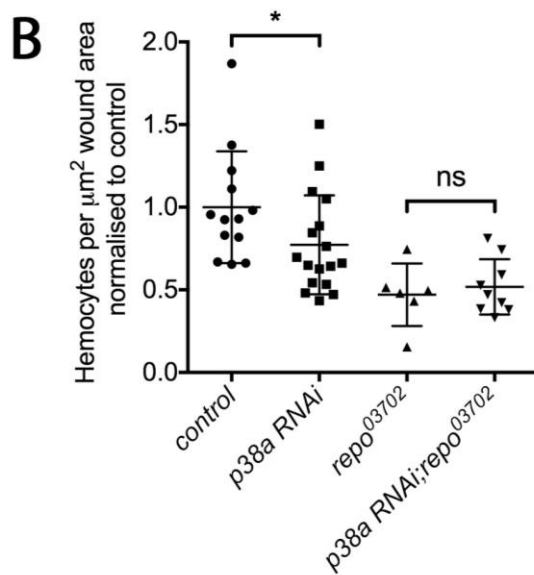 B
Hemocytes per μm² wound area
normalised to control
2.0
1.5
1.0
0.5
0.0
*
ns
control
p38a RNAi
repo⁰³⁷⁰²
p38a RNAi;repo⁰³⁷⁰²